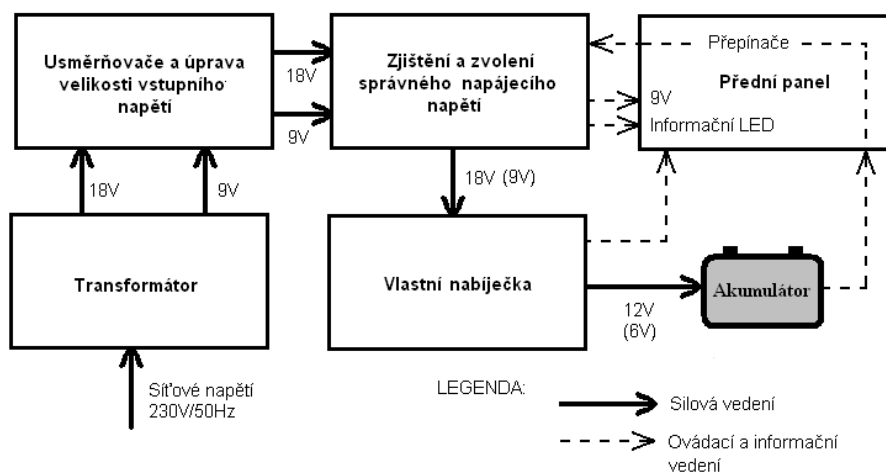 Usměrňovače a úprava
velikosti vstupního
napětí
18V
9V
Zjištění a zvolení
správného napájecího
napětí
Přepínače
Přední panel
9V
Informační LED
18V
9V
18V (9V)
Transformátor
Vlastní nabíječka
12V
(6V)
Akumulátor
Síťové napětí
230V/50Hz
LEGENDA:
Silová vedení
Ovádací a informační
vedení